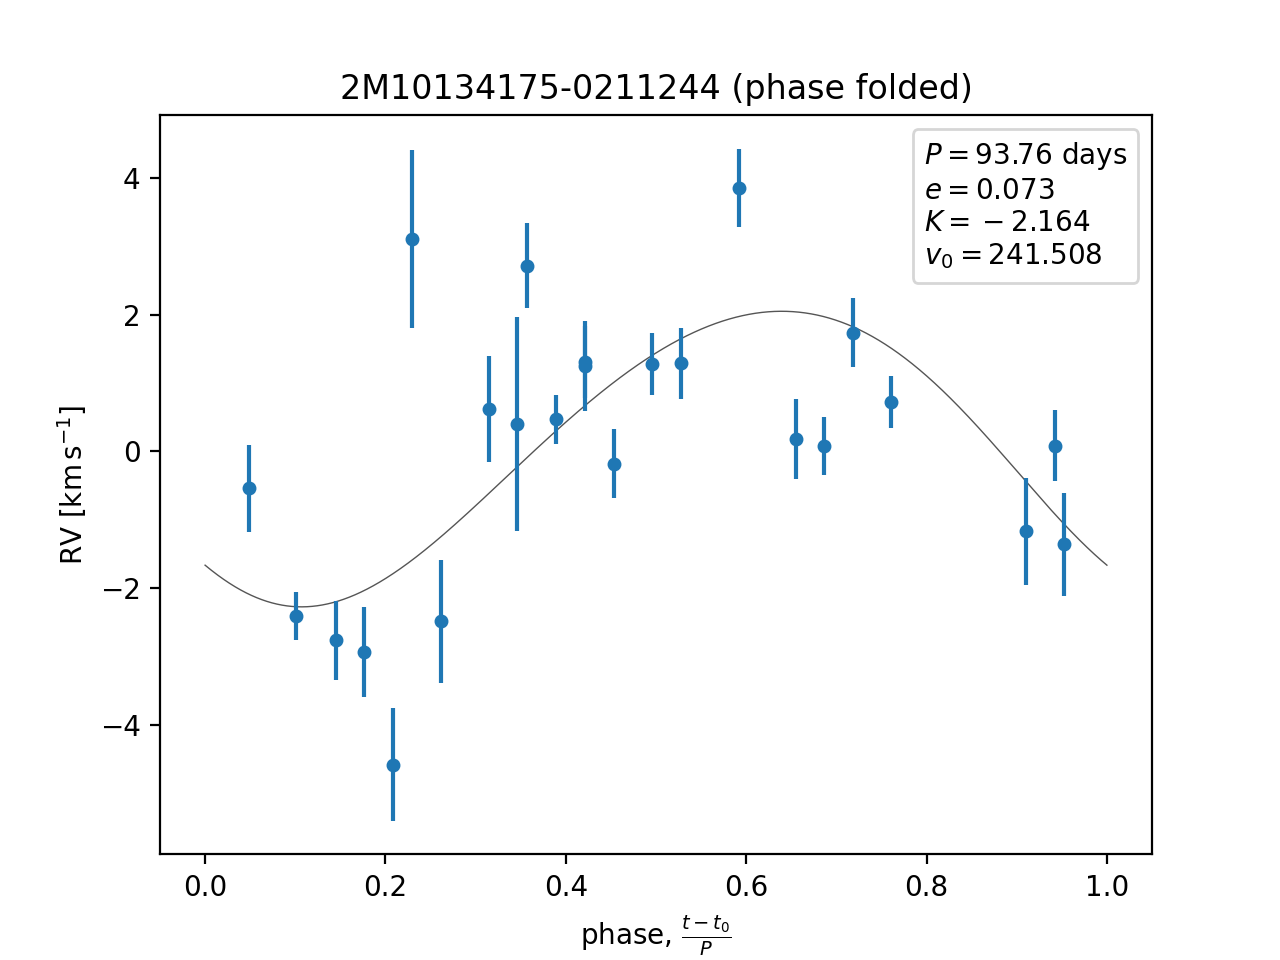 2M10134175-0211244 (phase folded)
P = 93.76 days
e = 0.073
K = −2.164
v₀ = 241.508
RV [km s⁻¹]
4
2
0
−2
−4
0.0 0.2 0.4 0.6 0.8 1.0
phase, (t − t₀)/P